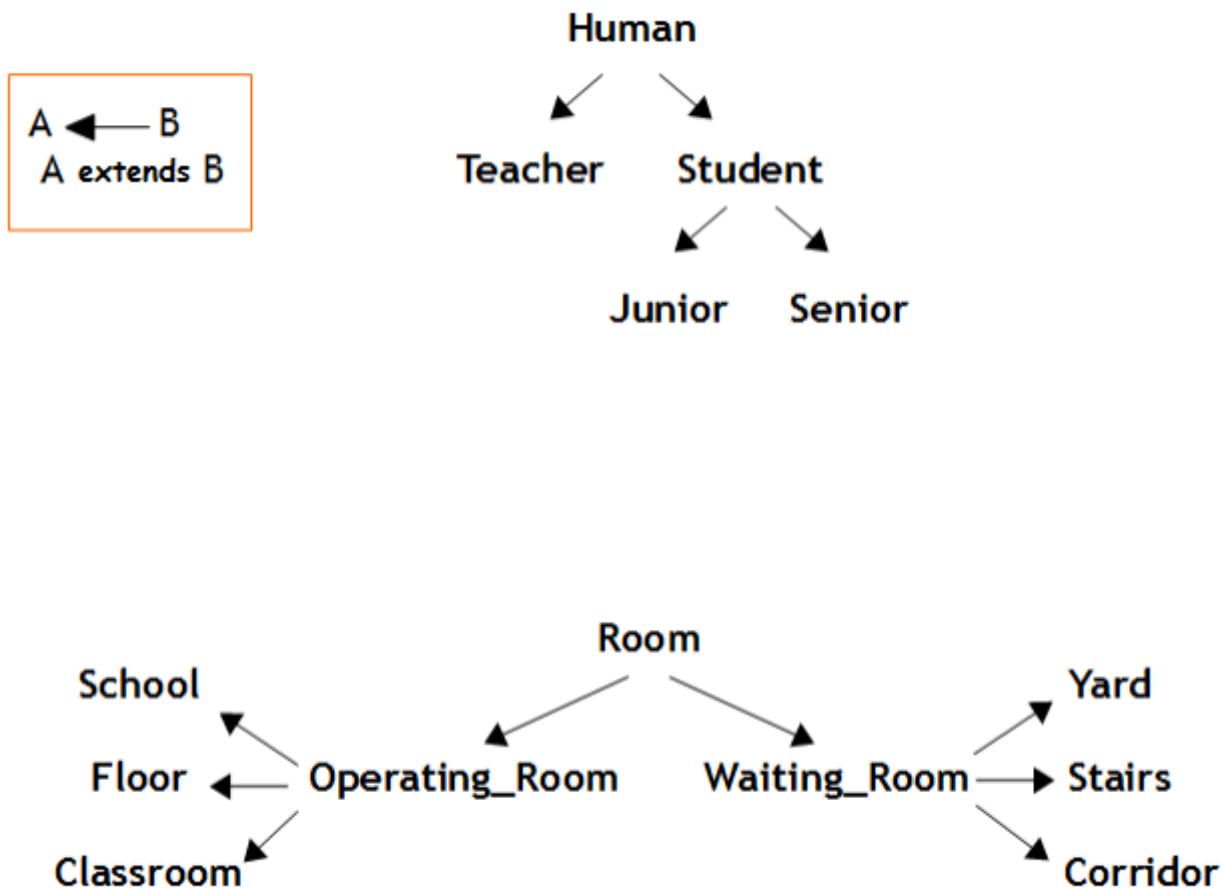 Human
A B
A extends B
Teacher Student
Junior Senior
Room
School Yard
Floor Operating_Room Waiting_Room Stairs
Classroom Corridor